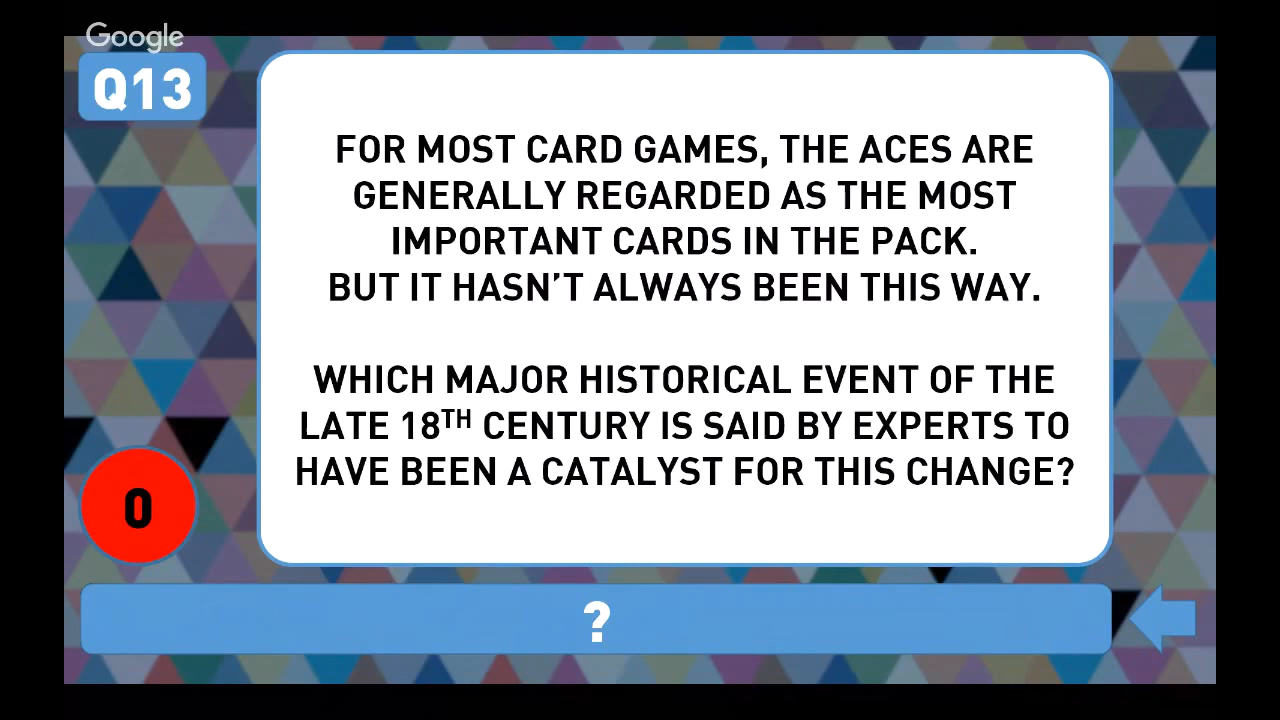 Google
Q13
FOR MOST CARD GAMES, THE ACES ARE
GENERALLY REGARDED AS THE MOST
IMPORTANT CARDS IN THE PACK.
BUT IT HASN'T ALWAYS BEEN THIS WAY.
WHICH MAJOR HISTORICAL EVENT OF THE
LATE 18TH CENTURY IS SAID BY EXPERTS TO
HAVE BEEN A CATALYST FOR THIS CHANGE?
0
?